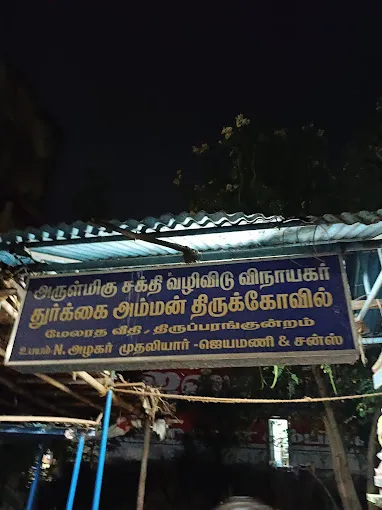 அருள்மிகு சக்தி வழிவிடு விநாயகர்
துர்க்கை அம்மன் திருக்கோவில்
மேலரத வீதி, திருப்பரங்குன்றம்
உபயம் N. அழகர் முதலியார் -ஜெயமணி & சன்ஸ்